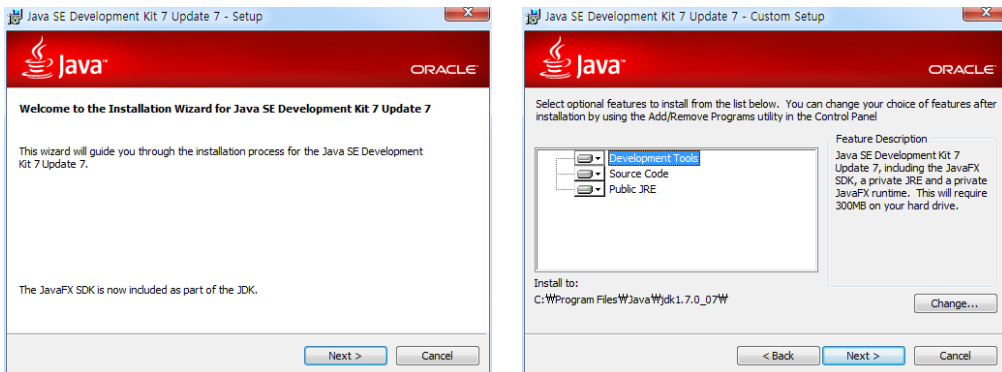 Java SE Development Kit 7 Update 7 - Setup
Java™
ORACLE
Welcome to the Installation Wizard for Java SE Development Kit 7 Update 7
This wizard will guide you through the installation process for the Java SE Development
Kit 7 Update 7.
The JavaFX SDK is now included as part of the JDK.
Next >
Cancel
Java SE Development Kit 7 Update 7 - Custom Setup
Java™
ORACLE
Select optional features to install from the list below. You can change your choice of features after
installation by using the Add/Remove Programs utility in the Control Panel
Development Tools
Source Code
Public JRE
Feature Description
Java SE Development Kit 7
Update 7, including the JavaFX
SDK, a private JRE and a private
JavaFX runtime. This will require
300MB on your hard drive.
Install to:
C:₩Program Files₩Java₩jdk1.7.0_07₩
Change...
< Back
Next >
Cancel